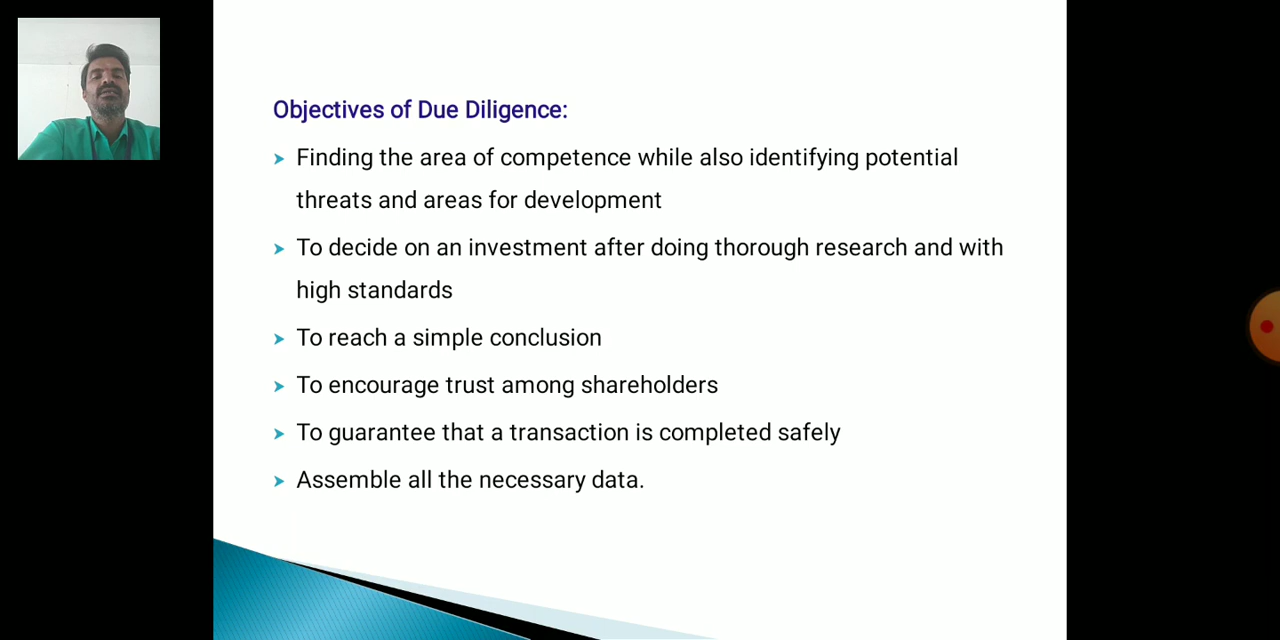 Objectives of Due Diligence:
Finding the area of competence while also identifying potential
threats and areas for development
To decide on an investment after doing thorough research and with
high standards
To reach a simple conclusion
To encourage trust among shareholders
To guarantee that a transaction is completed safely
Assemble all the necessary data.